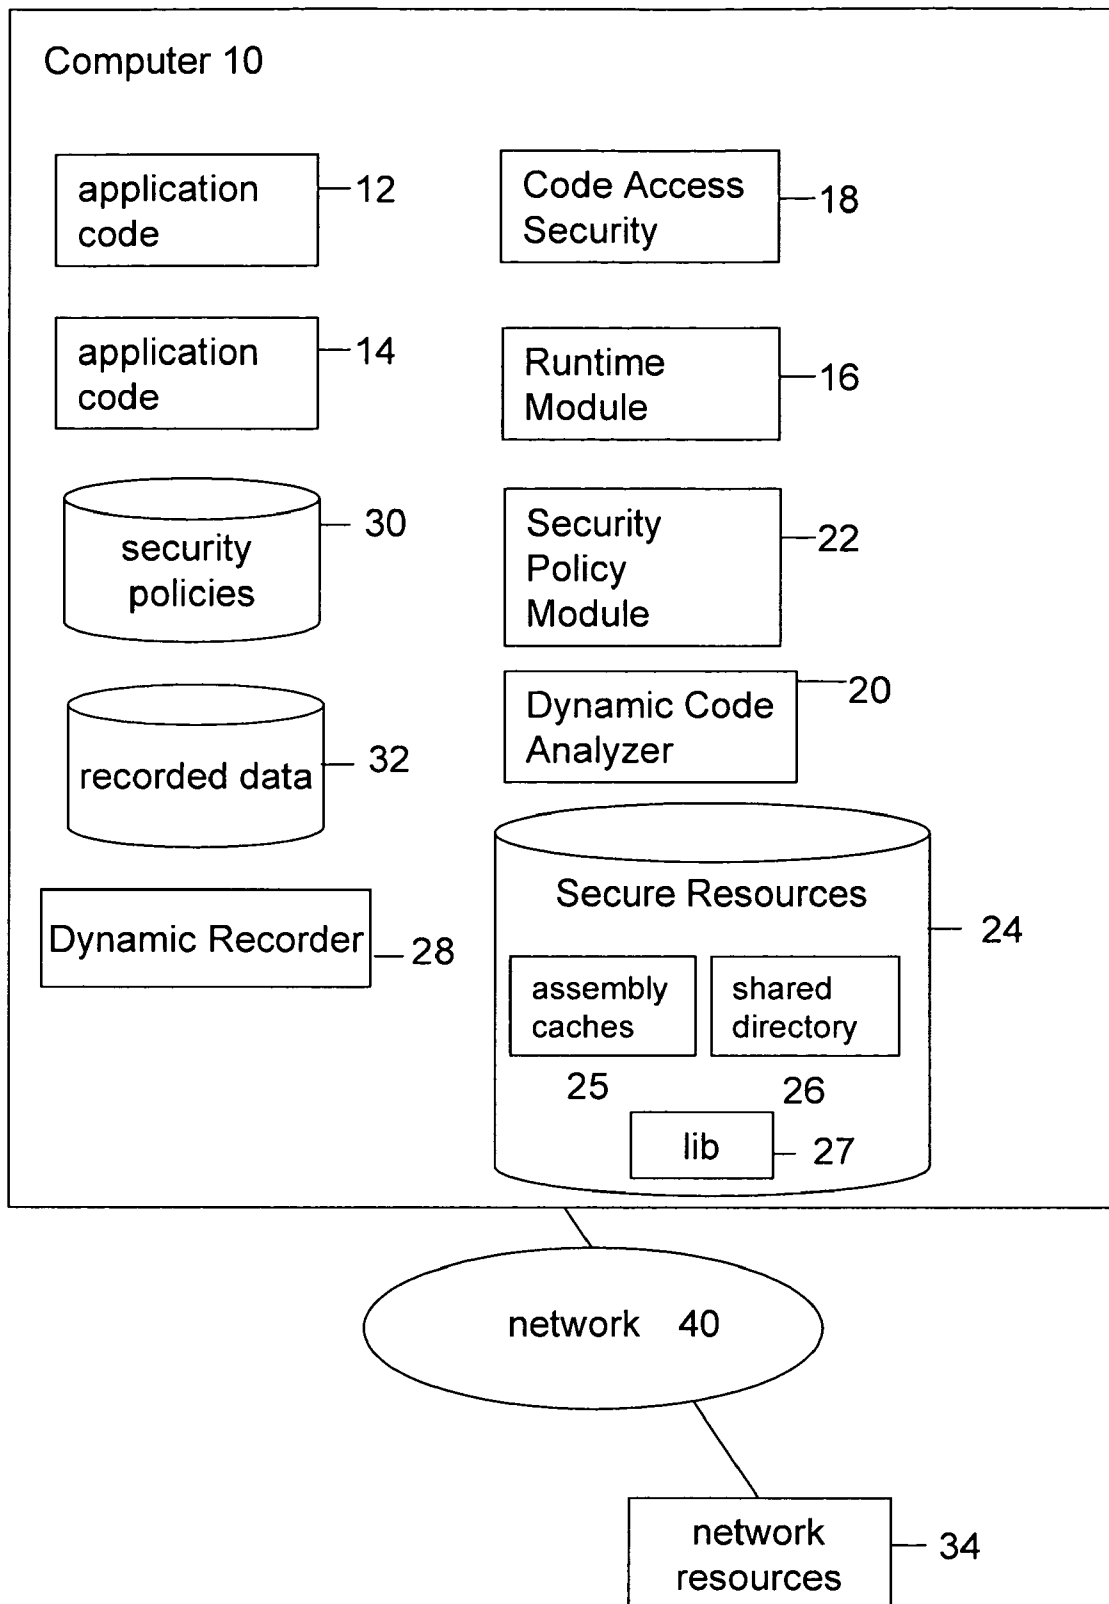 Computer 10
application
code
12
Code Access
Security
18
application
code
14
Runtime
Module
16
security
policies
30
Security
Policy
Module
22
recorded data
32
Dynamic Code
Analyzer
20
Dynamic Recorder
28
Secure Resources
24
assembly
caches
25
shared
directory
26
lib
27
network 40
network
resources
34